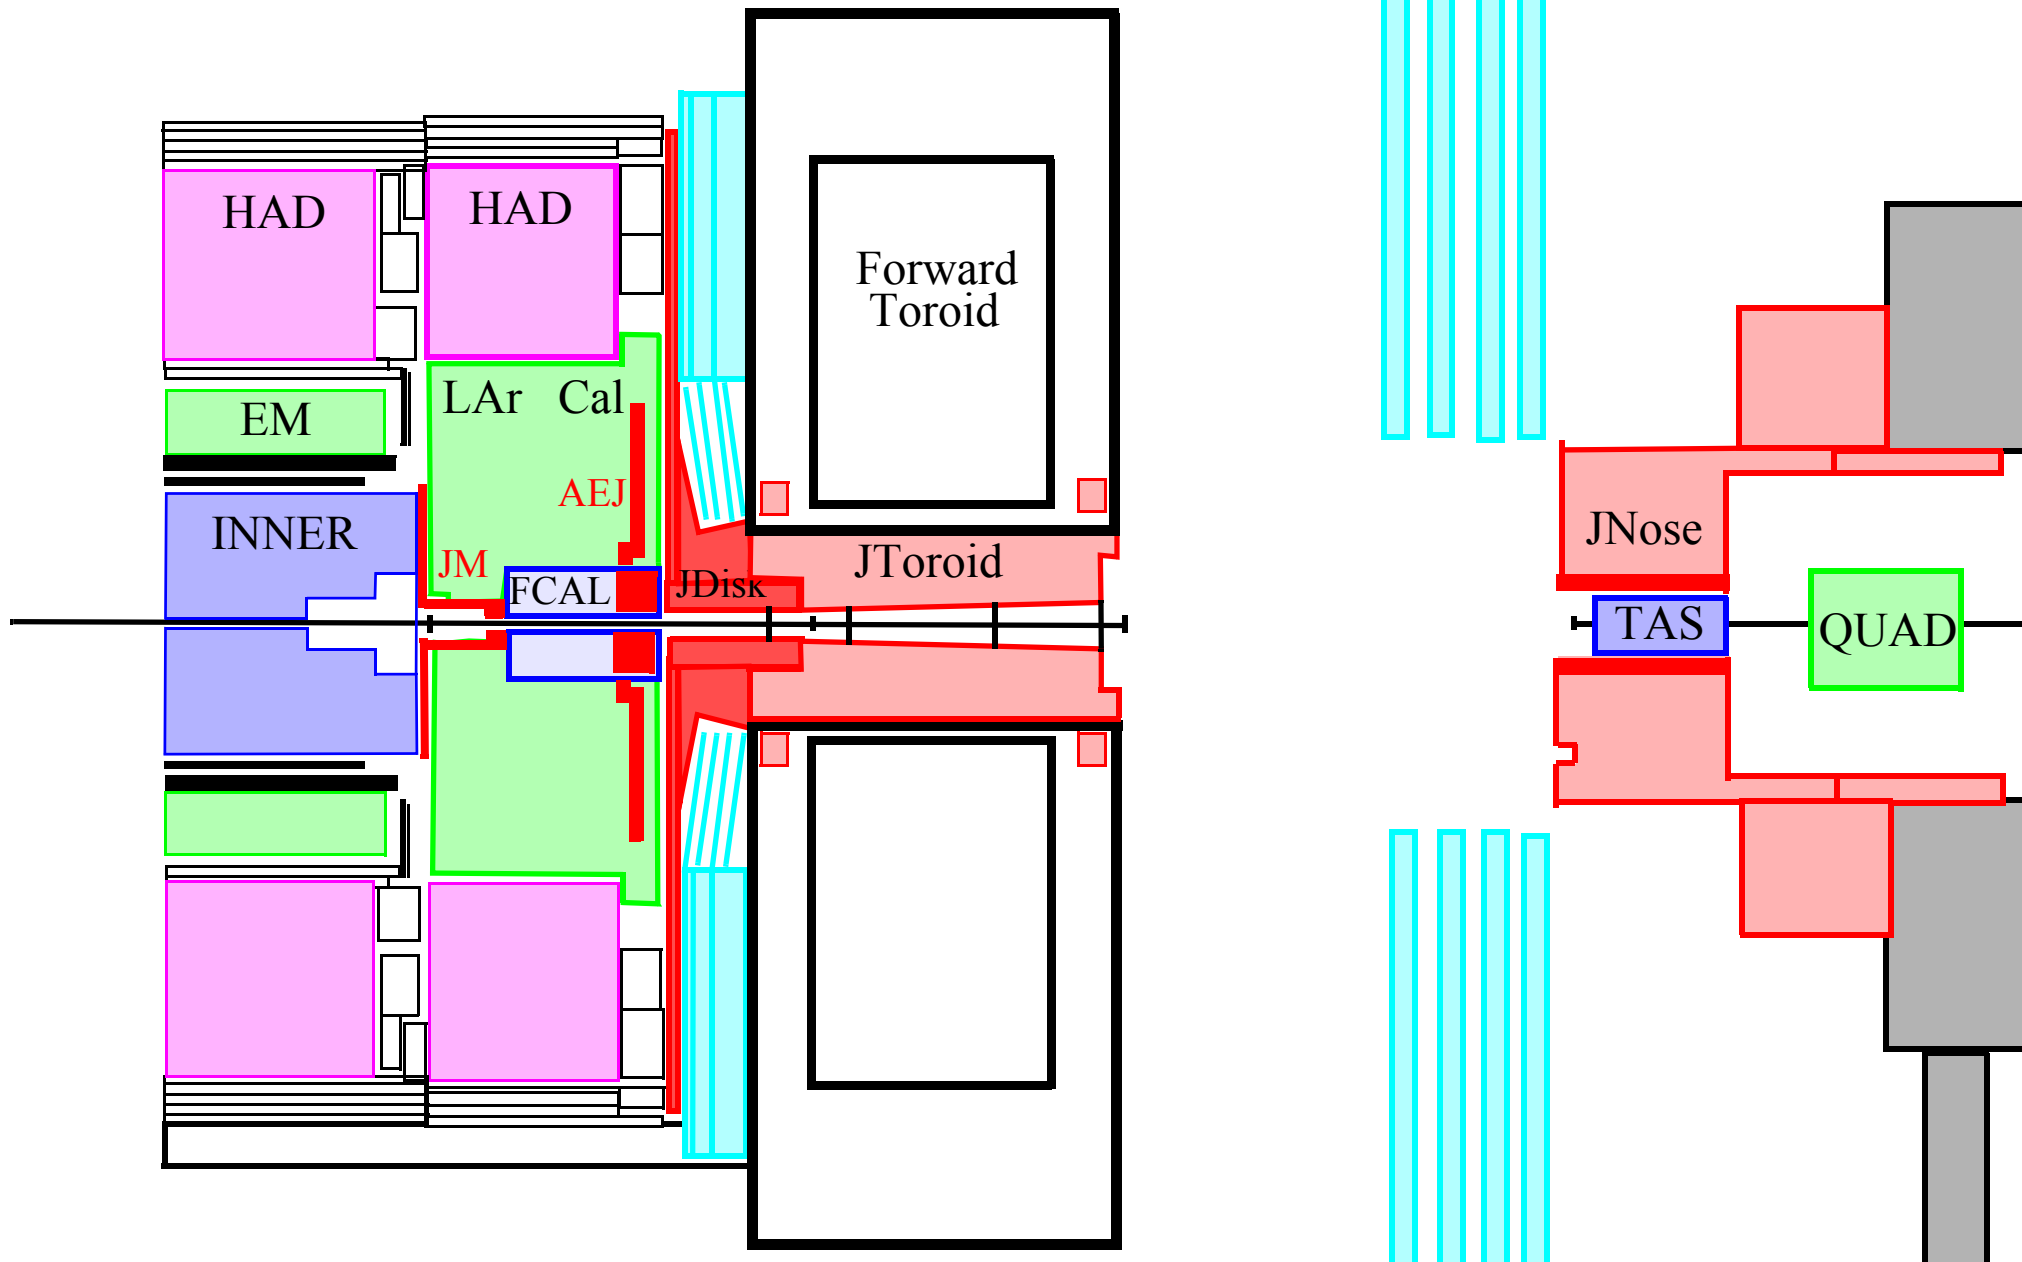 HAD
HAD
Forward
Toroid
LAr Cal
EM
AEJ
INNER
JNose
JM
JToroid
FCAL
JDisk
TAS
QUAD